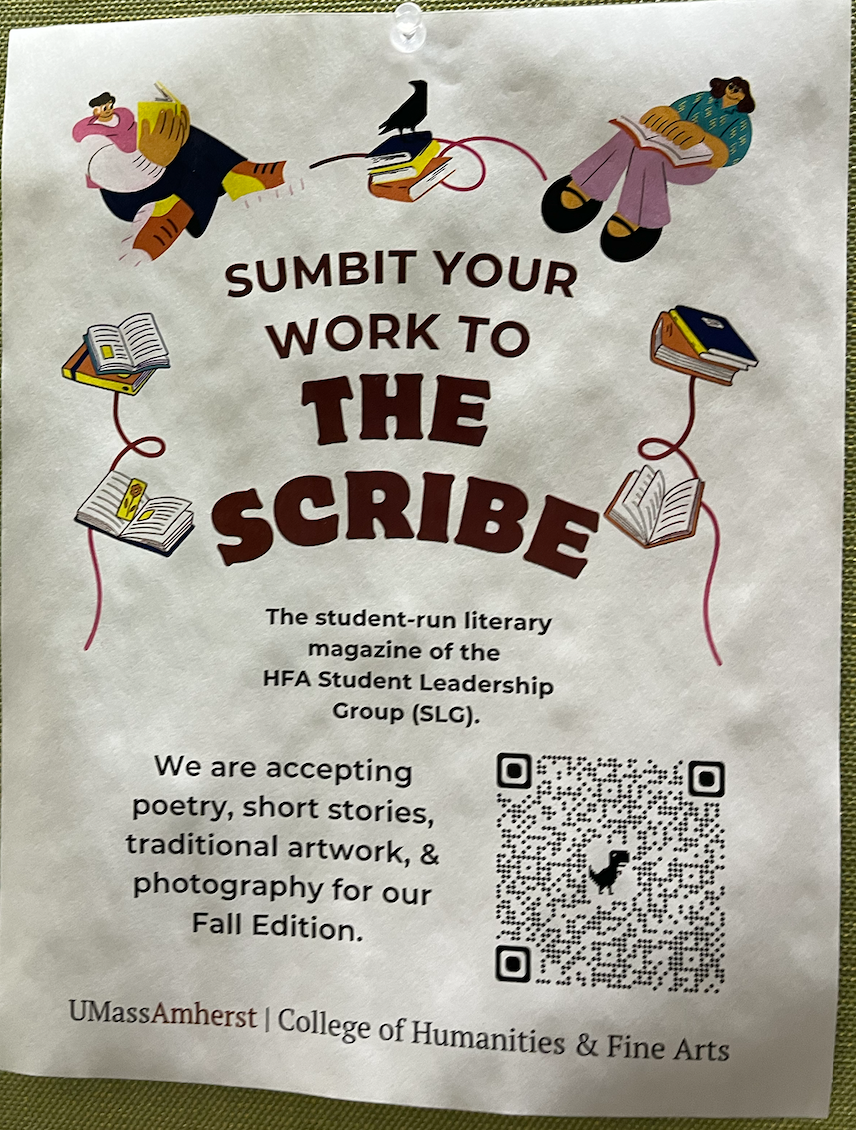 SUMBIT YOUR
WORK TO
THE
SCRIBE
The student-run literary
magazine of the
HFA Student Leadership
Group (SLG).
We are accepting
poetry, short stories,
traditional artwork, &
photography for our
Fall Edition.
UMassAmherst | College of Humanities & Fine Arts